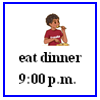 eat dinner
9:00 p.m.